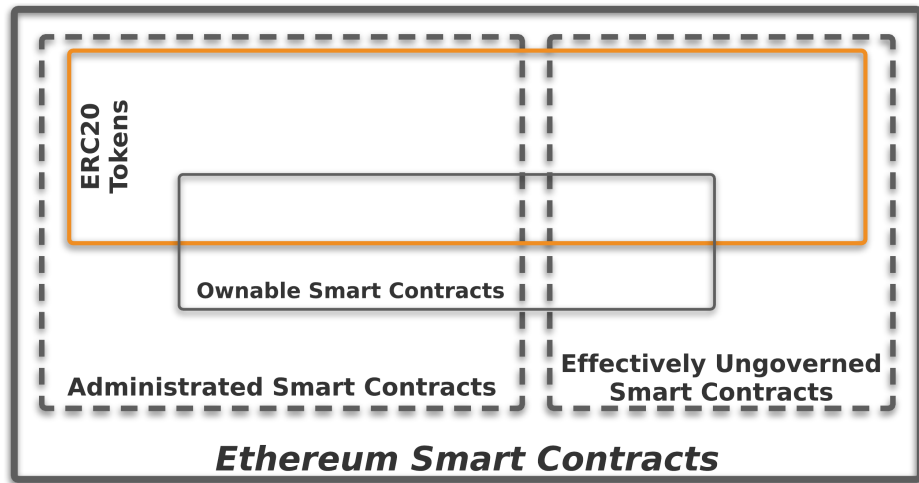 ERC20
Tokens
Ownable Smart Contracts
Administrated Smart Contracts
Effectively Ungoverned
Smart Contracts
Ethereum Smart Contracts